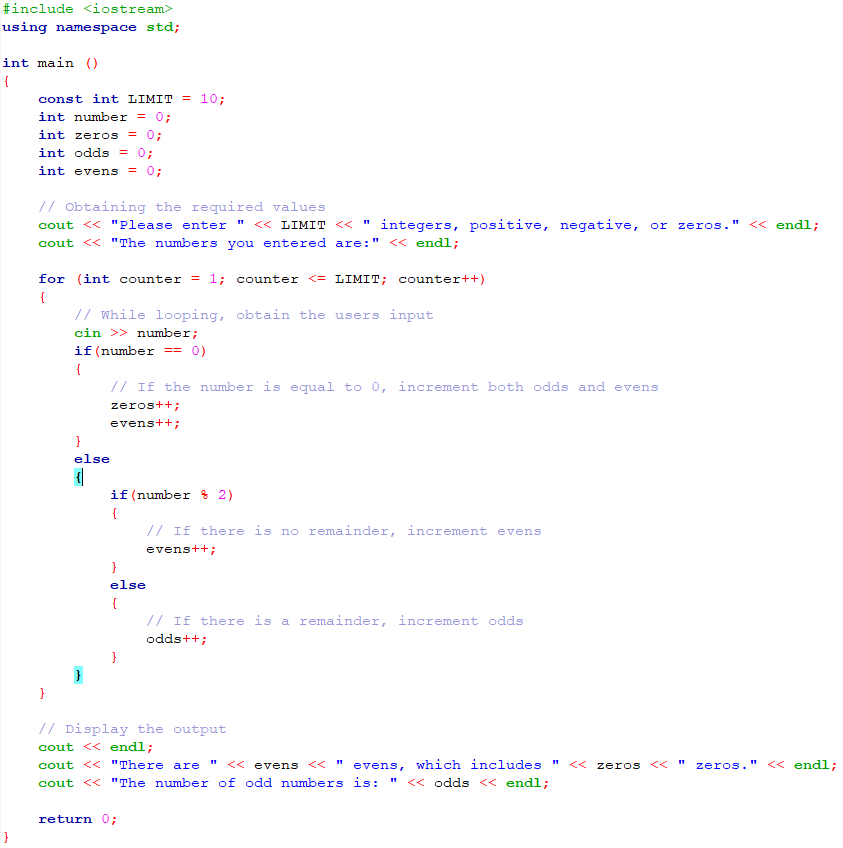 #include <iostream>
using namespace std;

int main ()
{
    const int LIMIT = 10;
    int number = 0;
    int zeros = 0;
    int odds = 0;
    int evens = 0;

    // Obtaining the required values
    cout << "Please enter " << LIMIT << " integers, positive, negative, or zeros." << endl;
    cout << "The numbers you entered are:" << endl;

    for (int counter = 1; counter <= LIMIT; counter++)
    {
        // While looping, obtain the users input
        cin >> number;
        if(number == 0)
        {
            // If the number is equal to 0, increment both odds and evens
            zeros++;
            evens++;
        }
        else
        {
            if(number % 2)
            {
                // If there is no remainder, increment evens
                evens++;
            }
            else
            {
                // If there is a remainder, increment odds
                odds++;
            }
        }
    }

    // Display the output
    cout << endl;
    cout << "There are " << evens << " evens, which includes " << zeros << " zeros." << endl;
    cout << "The number of odd numbers is: " << odds << endl;

    return 0;
}